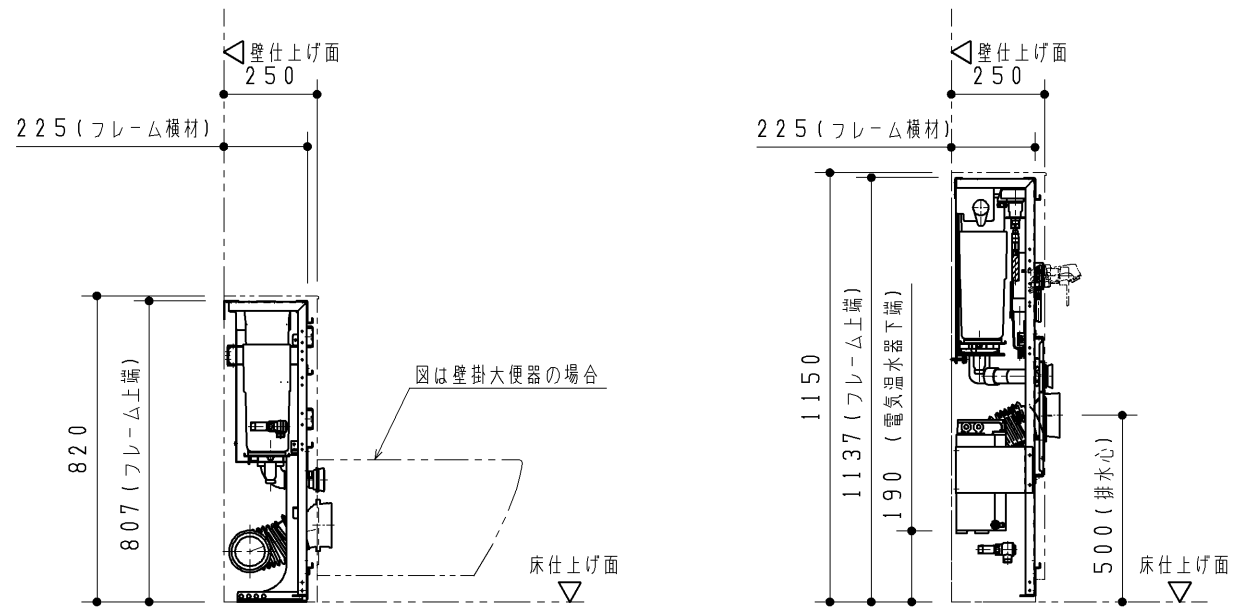 壁仕上げ面
250
225(フレーム横材)
820
807(フレーム上端)
図は壁掛大便器の場合
床仕上げ面
壁仕上げ面
250
225(フレーム横材)
1150
1137(フレーム上端)
190 (電気温水器下端)
500(排水心)
床仕上げ面